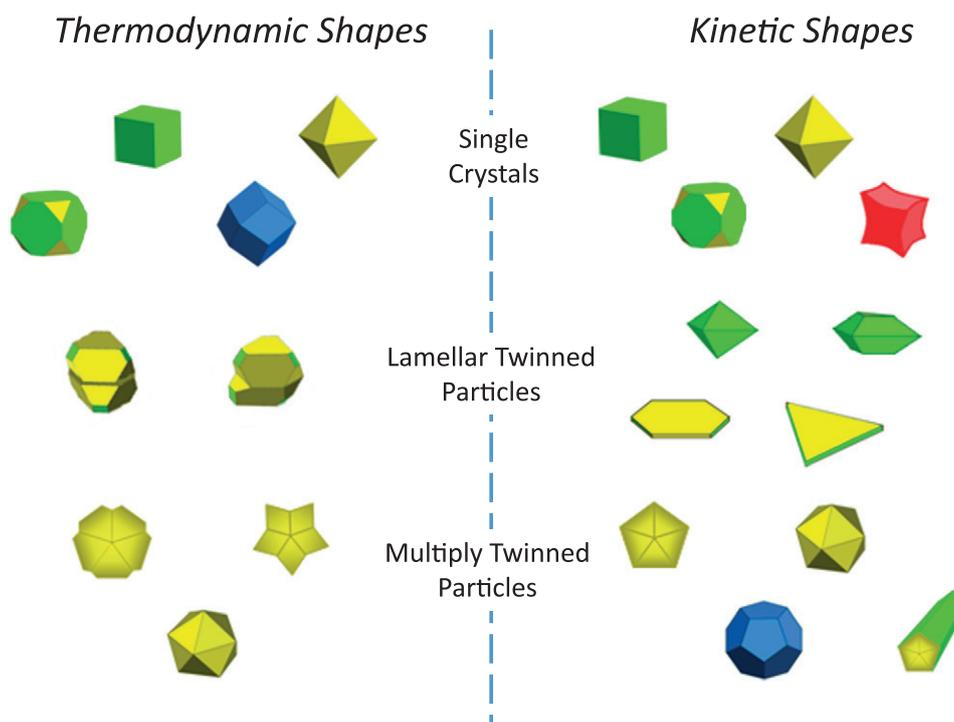 Thermodynamic Shapes
Kinetic Shapes
Single
Crystals
Lamellar Twinned
Particles
Multiply Twinned
Particles